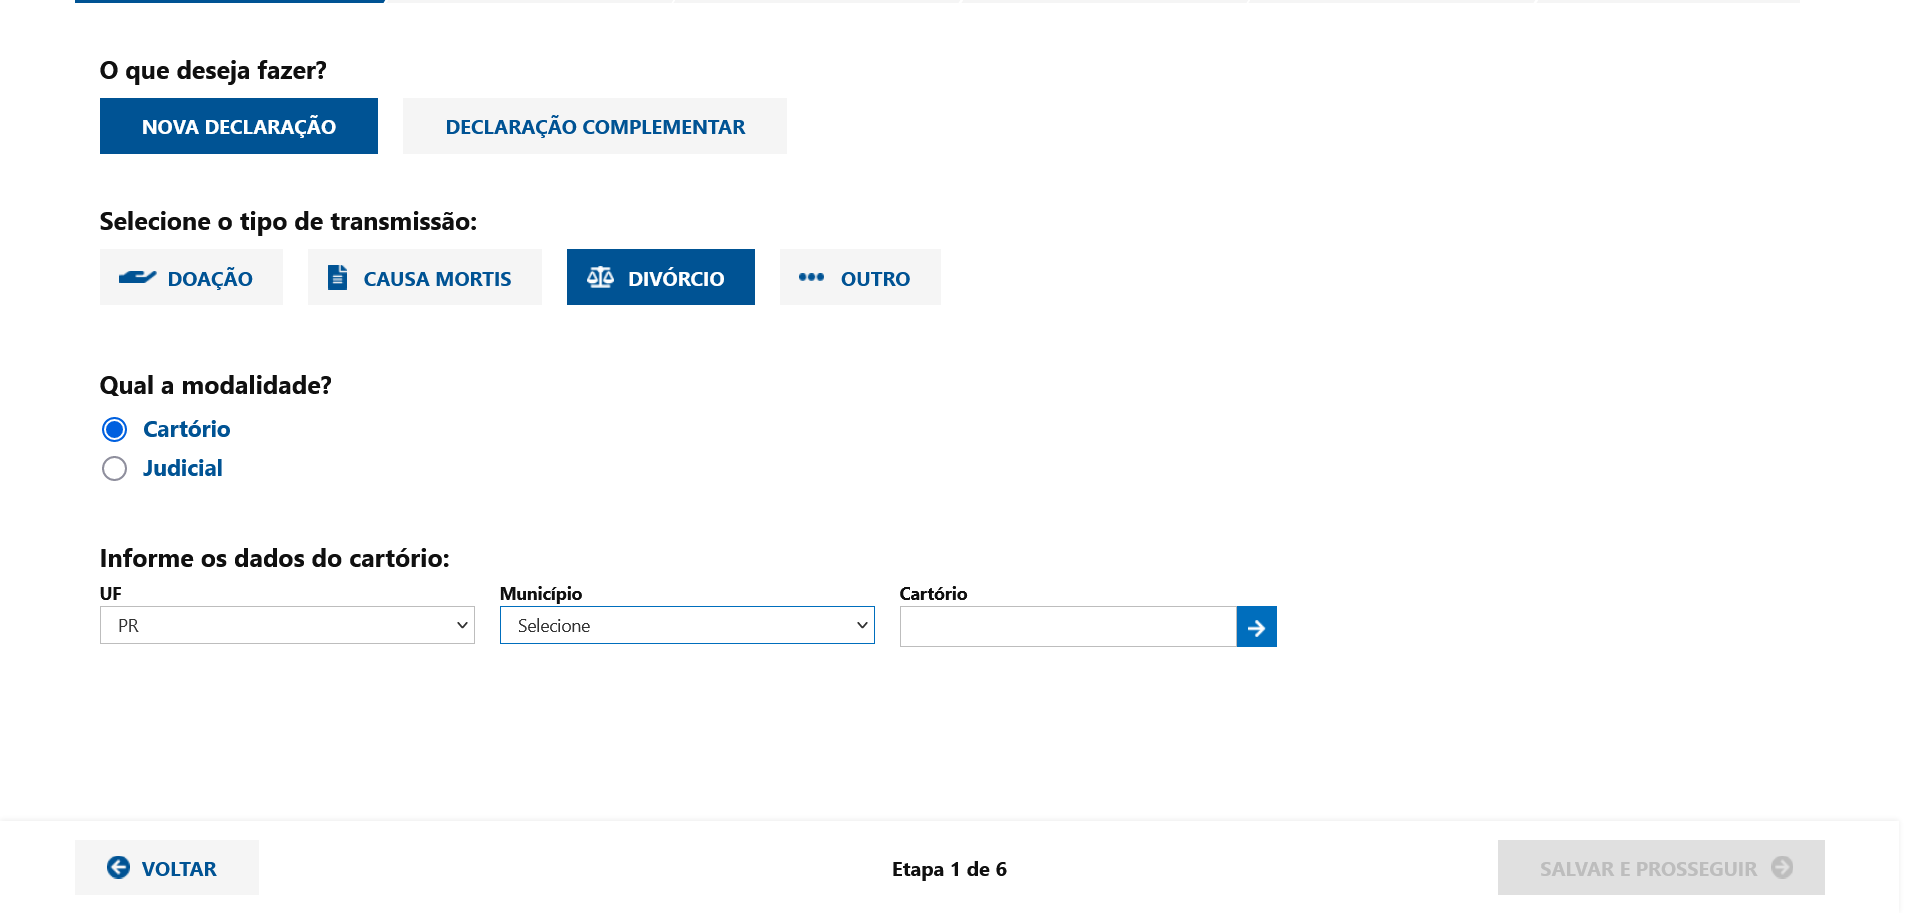 O que deseja fazer?
NOVA DECLARAÇÃO DECLARAÇÃO COMPLEMENTAR
Selecione o tipo de transmissão:
DOAÇÃO CAUSA MORTIS DIVÓRCIO OUTRO
Qual a modalidade?
Cartório
Judicial
Informe os dados do cartório:
UF Município Cartório
PR Selecione
VOLTAR Etapa 1 de 6 SALVAR E PROSSEGUIR